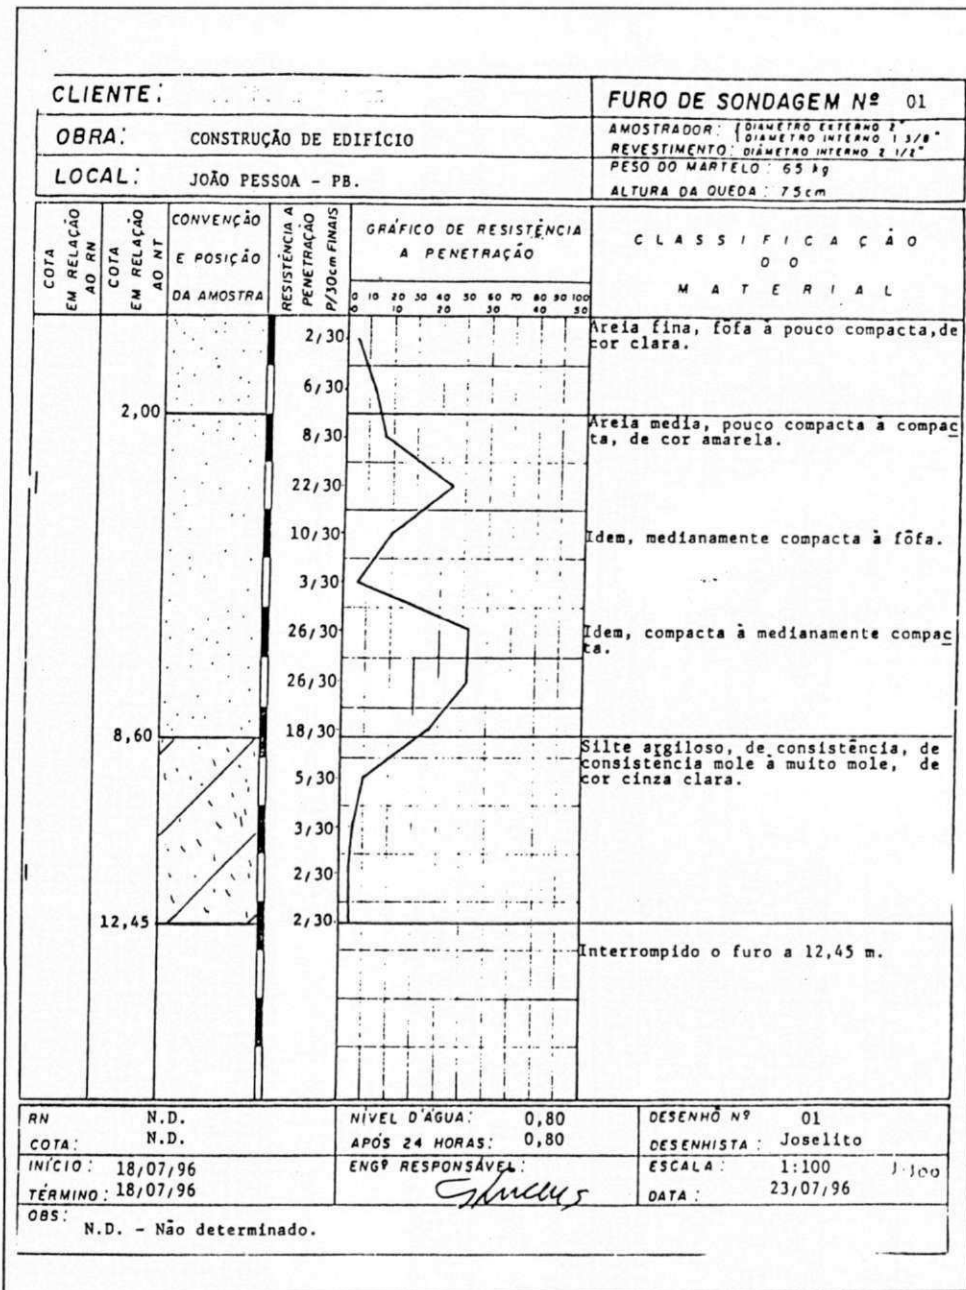 CLIENTE:
FURO DE SONDAGEM Nº 01
OBRA: CONSTRUÇÃO DE EDIFÍCIO
AMOSTRADOR: DIÂMETRO EXTERNO 2"
DIÂMETRO INTERNO 1 3/8"
REVESTIMENTO: DIÂMETRO INTERNO 2 1/2"
LOCAL: JOÃO PESSOA - PB.
PESO DO MARTELO: 65 kg
ALTURA DA QUEDA: 75cm
COTA EM RELAÇÃO AO RN
COTA EM RELAÇÃO AO NT
CONVENÇÃO
E POSIÇÃO
DA AMOSTRA
RESISTÊNCIA A PENETRAÇÃO P/30cm FINAIS
GRÁFICO DE RESISTÊNCIA
A PENETRAÇÃO
0 10 20 30 40 50 60 70 80 90 100
0 10 20 30 40 50
CLASSIFICAÇÃO
DO
MATERIAL
2/30
Areia fina, fôfa à pouco compacta,de
cor clara.
6/30
2,00
Areia media, pouco compacta à compac
ta, de cor amarela.
8/30
22/30
10/30
Idem, medianamente compacta à fôfa.
3/30
26/30
Idem, compacta à medianamente compac
ta.
26/30
18/30
8,60
Silte argiloso, de consistência, de
consistência mole à muito mole, de
cor cinza clara.
5/30
3/30
2/30
2/30
12,45
Interrompido o furo a 12,45 m.
RN N.D.
COTA: N.D.
NÍVEL D'ÁGUA: 0,80
APÓS 24 HORAS: 0,80
DESENHO Nº 01
DESENHISTA: Joselito
INÍCIO: 18/07/96
TÉRMINO: 18/07/96
ENGº RESPONSÁVEL:
ESCALA: 1:100 1:100
DATA: 23/07/96
OBS:
N.D. - Não determinado.